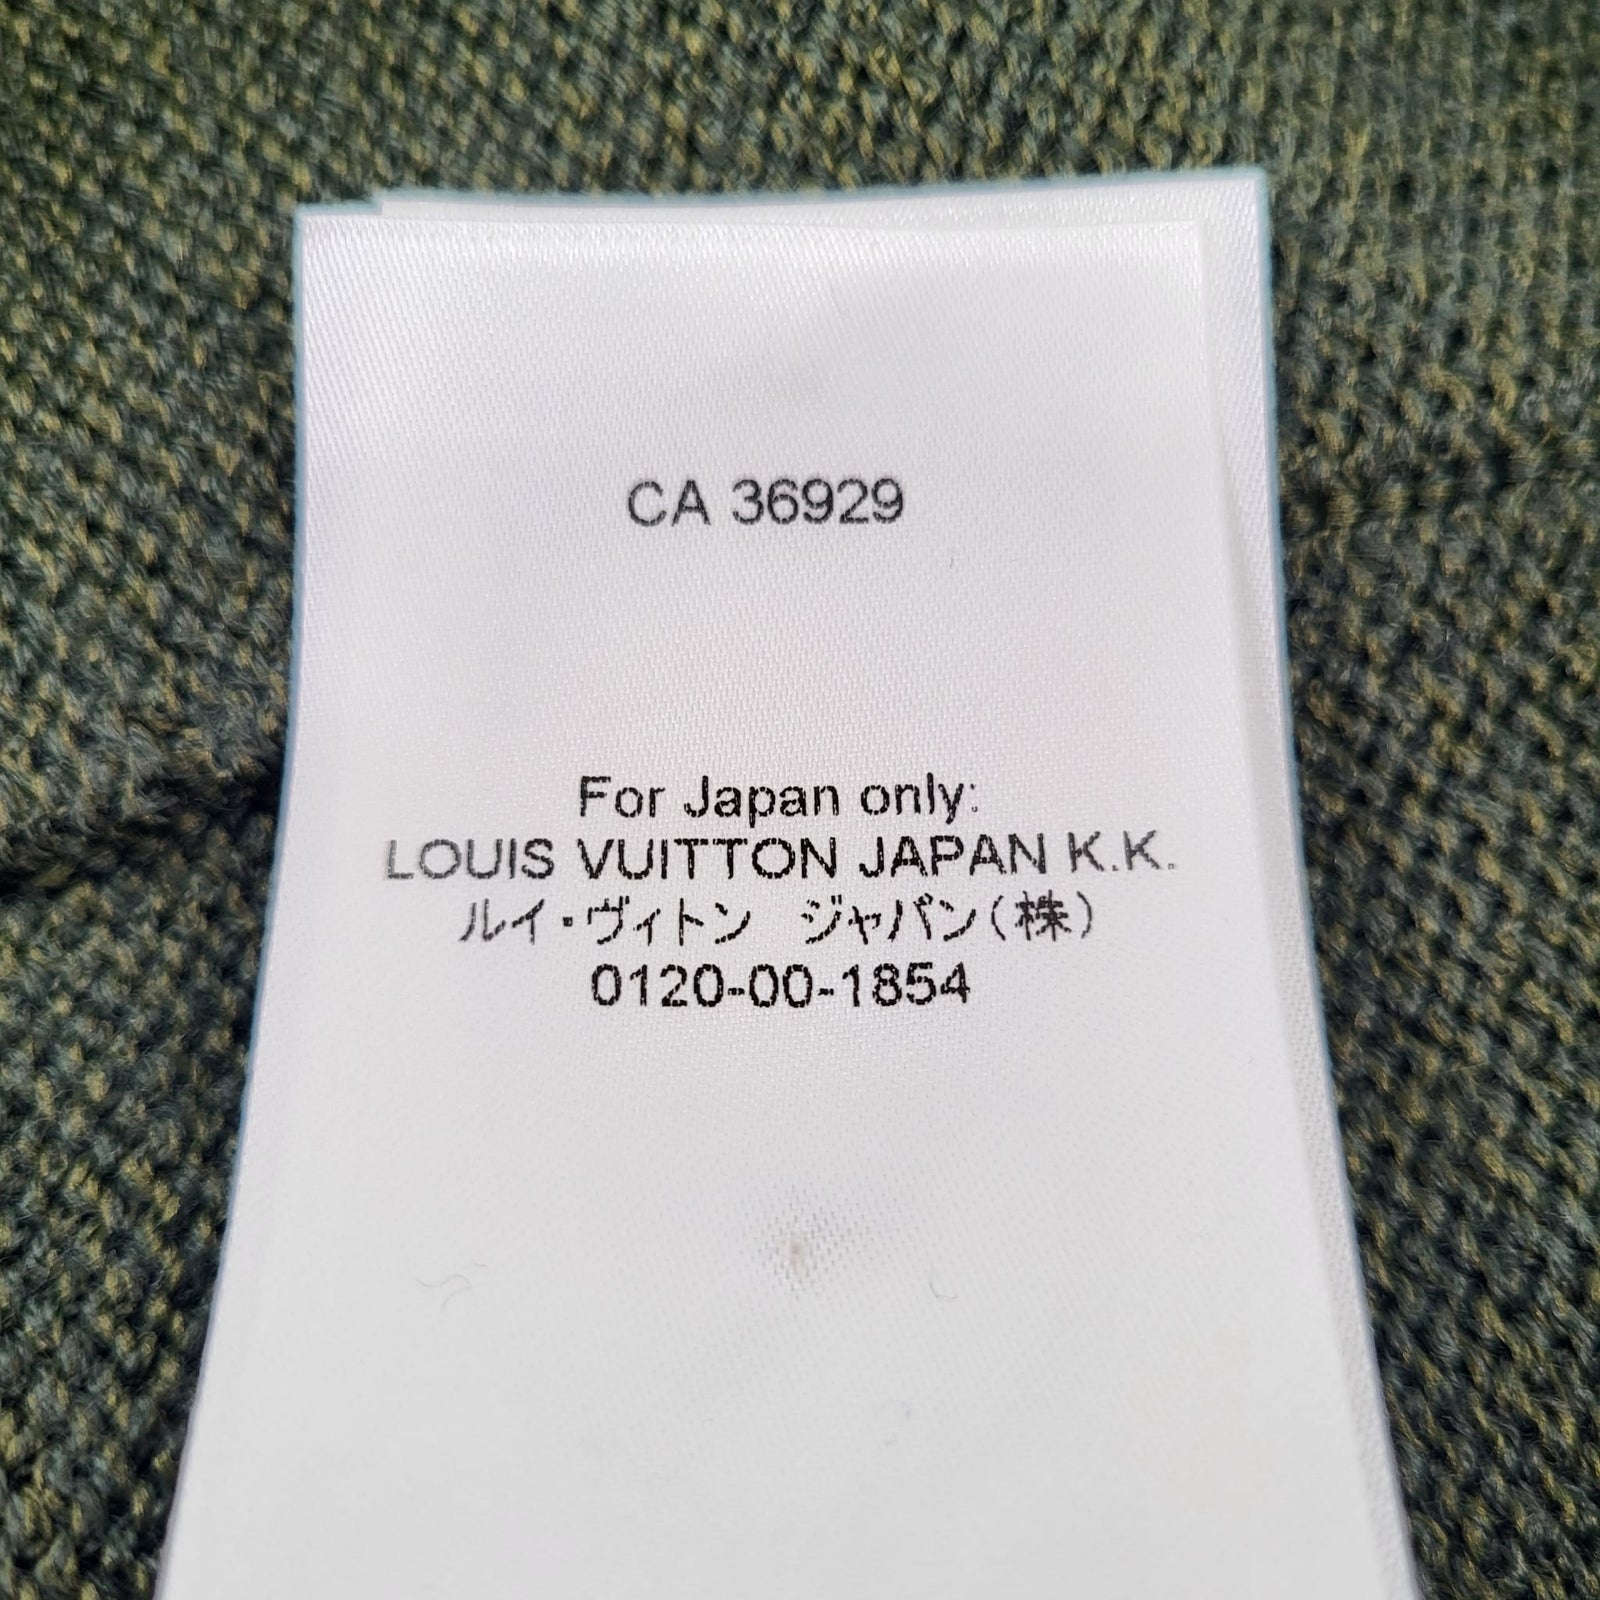 CA 36929
For Japan only:
LOUIS VUITTON JAPAN K.K.
ルイ・ヴィトン　ジャパン(株)
0120-00-1854